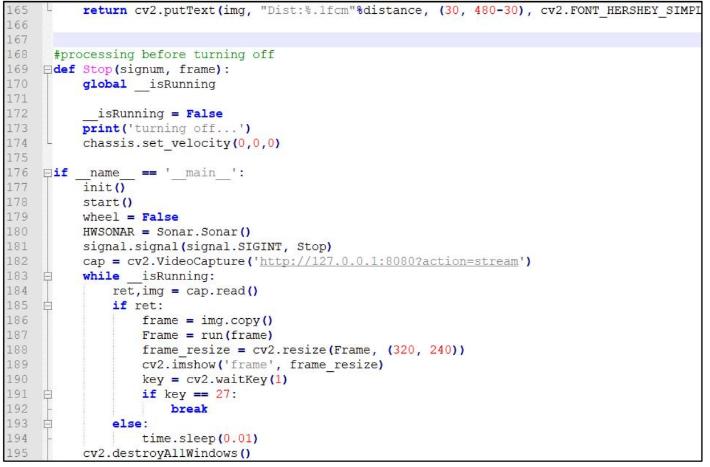 165 return cv2.putText(img, "Dist:%.1fcm"%distance, (30, 480-30), cv2.FONT_HERSHEY_SIMPL
166
167
168 #processing before turning off
169 def Stop(signum, frame):
170 global __isRunning
171
172 __isRunning = False
173 print('turning off...')
174 chassis.set_velocity(0,0,0)
175
176 if __name__ == '__main__':
177 init()
178 start()
179 wheel = False
180 HWSONAR = Sonar.Sonar()
181 signal.signal(signal.SIGINT, Stop)
182 cap = cv2.VideoCapture('http://127.0.0.1:8080?action=stream')
183 while __isRunning:
184 ret,img = cap.read()
185 if ret:
186 frame = img.copy()
187 Frame = run(frame)
188 frame_resize = cv2.resize(Frame, (320, 240))
189 cv2.imshow('frame', frame_resize)
190 key = cv2.waitKey(1)
191 if key == 27:
192 break
193 else:
194 time.sleep(0.01)
195 cv2.destroyAllWindows()